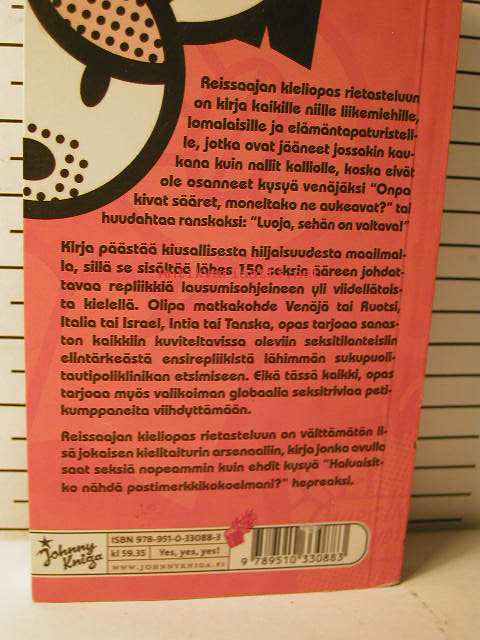 Reissaajan kieliopas rietasteluun
on kirja kaikille niille liikemiehille,
lomalaisille ja elämäntapaturisteil-
le, jotka ovat jääneet jossakin kau-
kana kuin nallit kalliolle, koska eivät
ole osanneet kysyä venäjäksi "Onpa
kivat sääret, moneltako ne aukeavat?" tai
huudahtaa ranskaksi: "Luoja, sehän on valtava!"
Kirja päästää kiusallisesta hiljaisuudesta maailmal-
la, sillä se sisältää lähes 150 seksin ääreen johdat-
tavaa repliikkiä lausumisohjeineen yli viidellätois-
ta kielellä. Olipa matkakohde Venäjä tai Ruotsi,
Italia tai Israel, Intia tai Tanska, opas tarjoaa sanas-
ton kaikkiin kuviteltavissa oleviin seksitilanteisiin
elintärkeästä ensirepliikistä lähimmän sukupuoli-
tautipoliklinikan etsimiseen. Eikä tässä kaikki, opas
tarjoaa myös valikoiman globaalia seksitriviaa peti-
kumppaneita viihdyttämään.
Reissaajan kieliopas rietasteluun on välttämätön li-
sä jokaisen kielitaiturin arsenaaliin, kirja jonka avulla
saat seksiä nopeammin kuin ehdit kysyä "Haluaisit-
ko nähdä postimerkkikokoelmani?" hepreaksi.
Johnny Kniga
ISBN 978-951-0-33088-3
kl 59.35 Yes, yes, yes!
WWW.JOHNNYKNIGA.FI
9 789510 330883